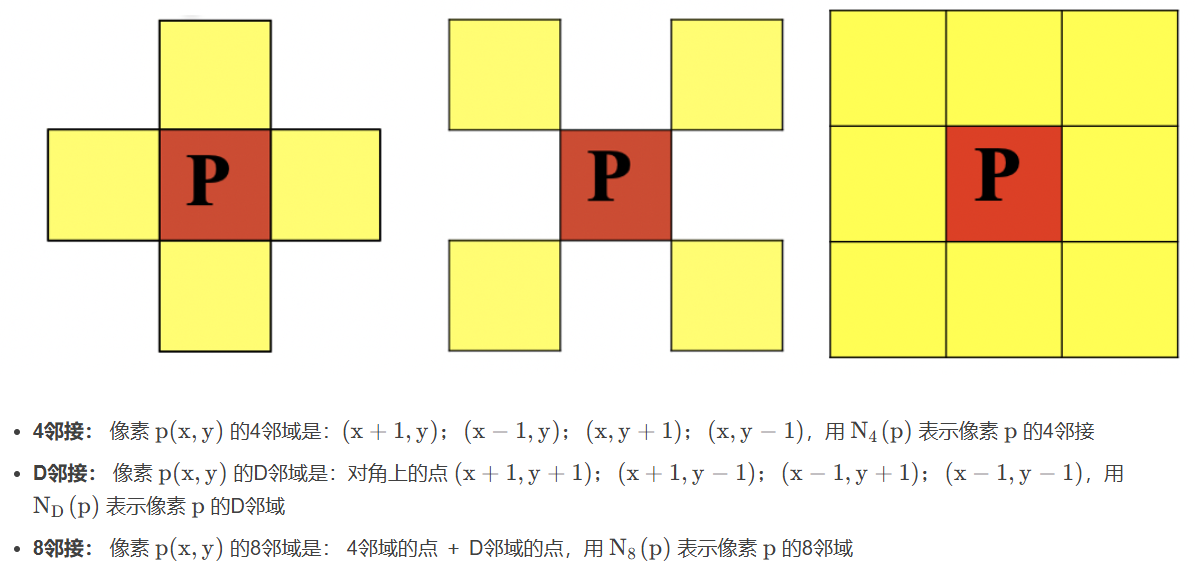 P P P
4邻接： 像素 p(x, y) 的4邻域是：(x + 1, y)；(x − 1, y)；(x, y + 1)；(x, y − 1)，用 N₄(p) 表示像素 p 的4邻接
D邻接： 像素 p(x, y) 的D邻域是：对角上的点 (x + 1, y + 1)；(x + 1, y − 1)；(x − 1, y + 1)；(x − 1, y − 1)，用
N_D(p) 表示像素 p 的D邻域
8邻接： 像素 p(x, y) 的8邻域是： 4邻域的点 + D邻域的点，用 N₈(p) 表示像素 p 的8邻域